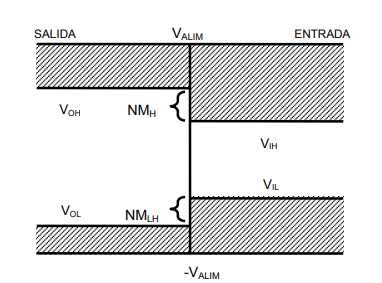 SALIDA VALIM ENTRADA
VOH NMH
VIH
VIL
VOL NMLH
-VALIM